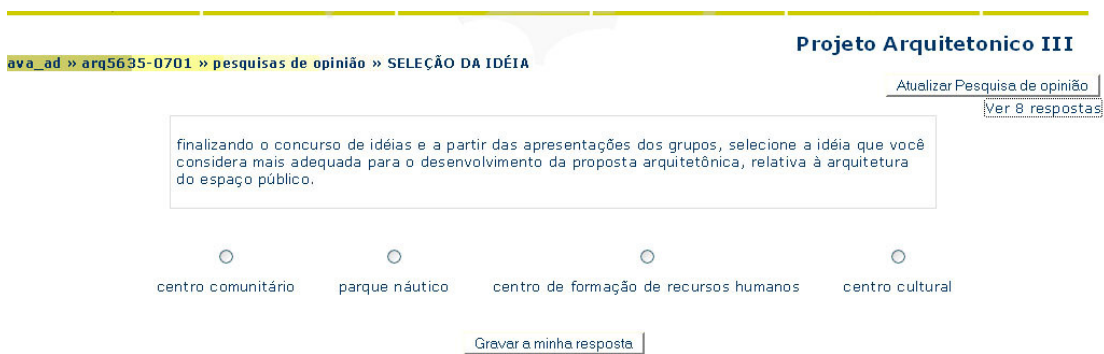 Projeto Arquitetonico III
ava_ad » arq5635-0701 » pesquisas de opinião » SELEÇÃO DA IDÉIA
Atualizar Pesquisa de opinião
Ver 8 respostas
finalizando o concurso de idéias e a partir das apresentações dos grupos, selecione a idéia que você
considera mais adequada para o desenvolvimento da proposta arquitetônica, relativa à arquitetura
do espaço público.
centro comunitário parque náutico centro de formação de recursos humanos centro cultural
Gravar a minha resposta